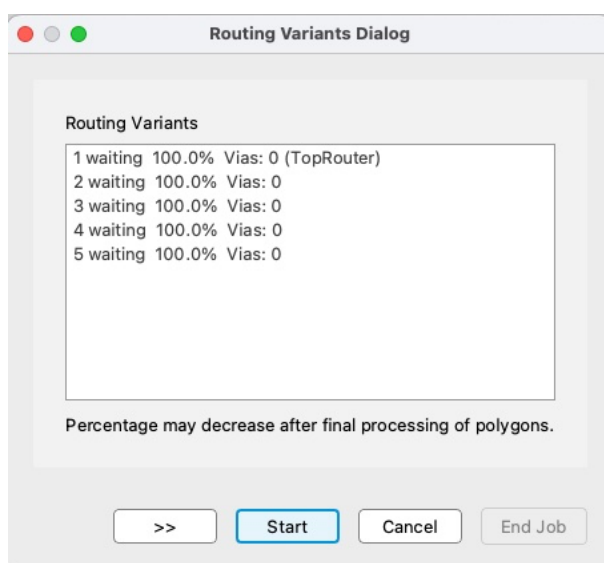 Routing Variants Dialog
Routing Variants
1 waiting 100.0% Vias: 0 (TopRouter)
2 waiting 100.0% Vias: 0
3 waiting 100.0% Vias: 0
4 waiting 100.0% Vias: 0
5 waiting 100.0% Vias: 0
Percentage may decrease after final processing of polygons.
>> Start Cancel End Job